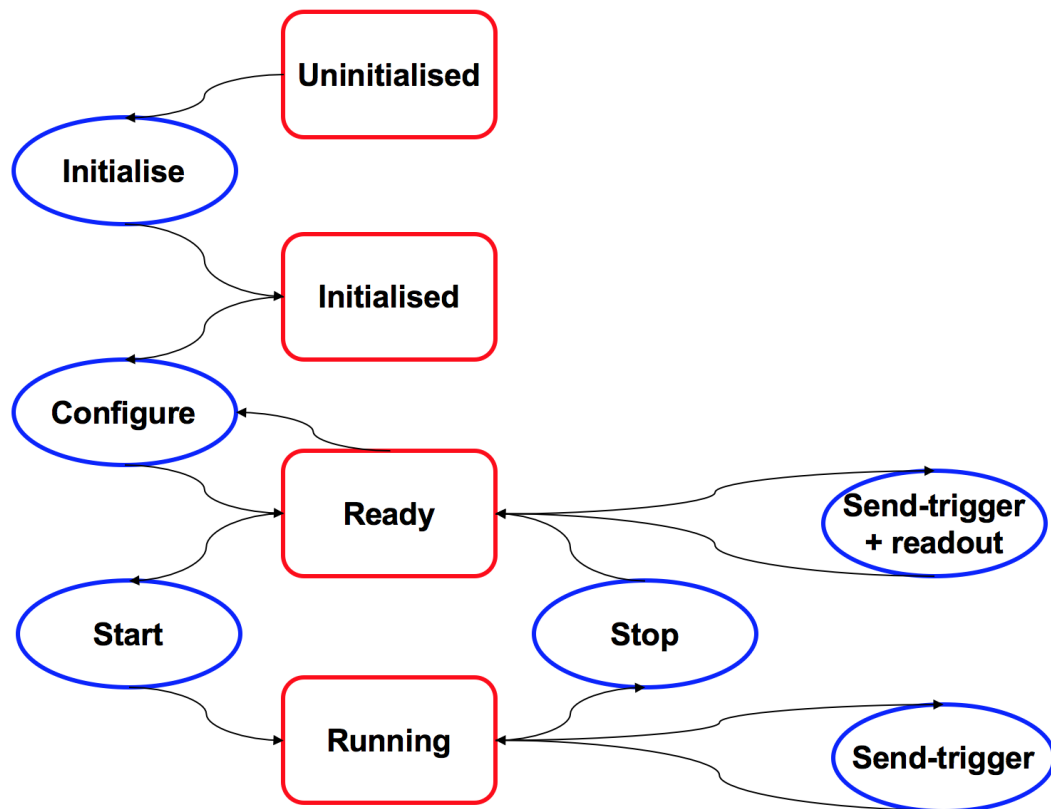 Uninitialised
Initialise
Initialised
Configure
Ready
Send-trigger
+ readout
Start
Stop
Running
Send-trigger